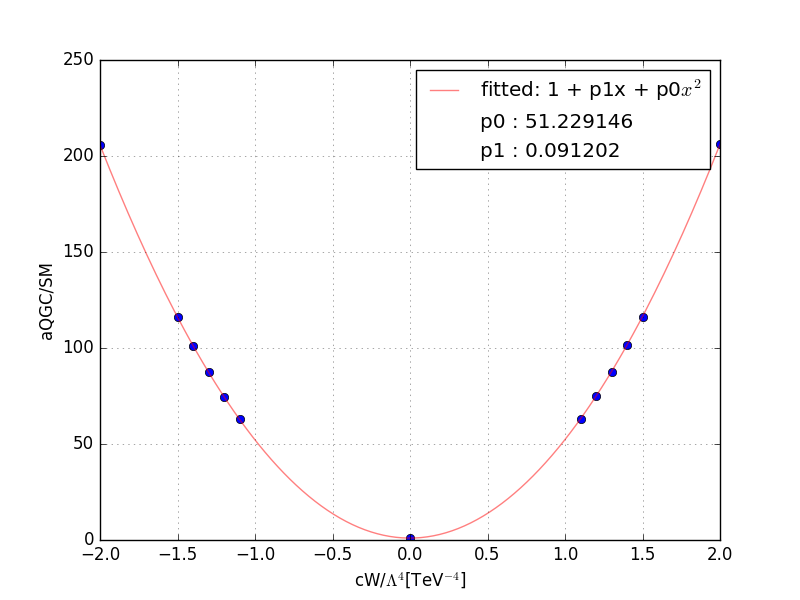 250
200
150
100
50
0
aQGC/SM
fitted: 1 + p1x + p0x²
p0 : 51.229146
p1 : 0.091202
−2.0 −1.5 −1.0 −0.5 0.0 0.5 1.0 1.5 2.0
cW/Λ⁴[TeV⁻⁴]